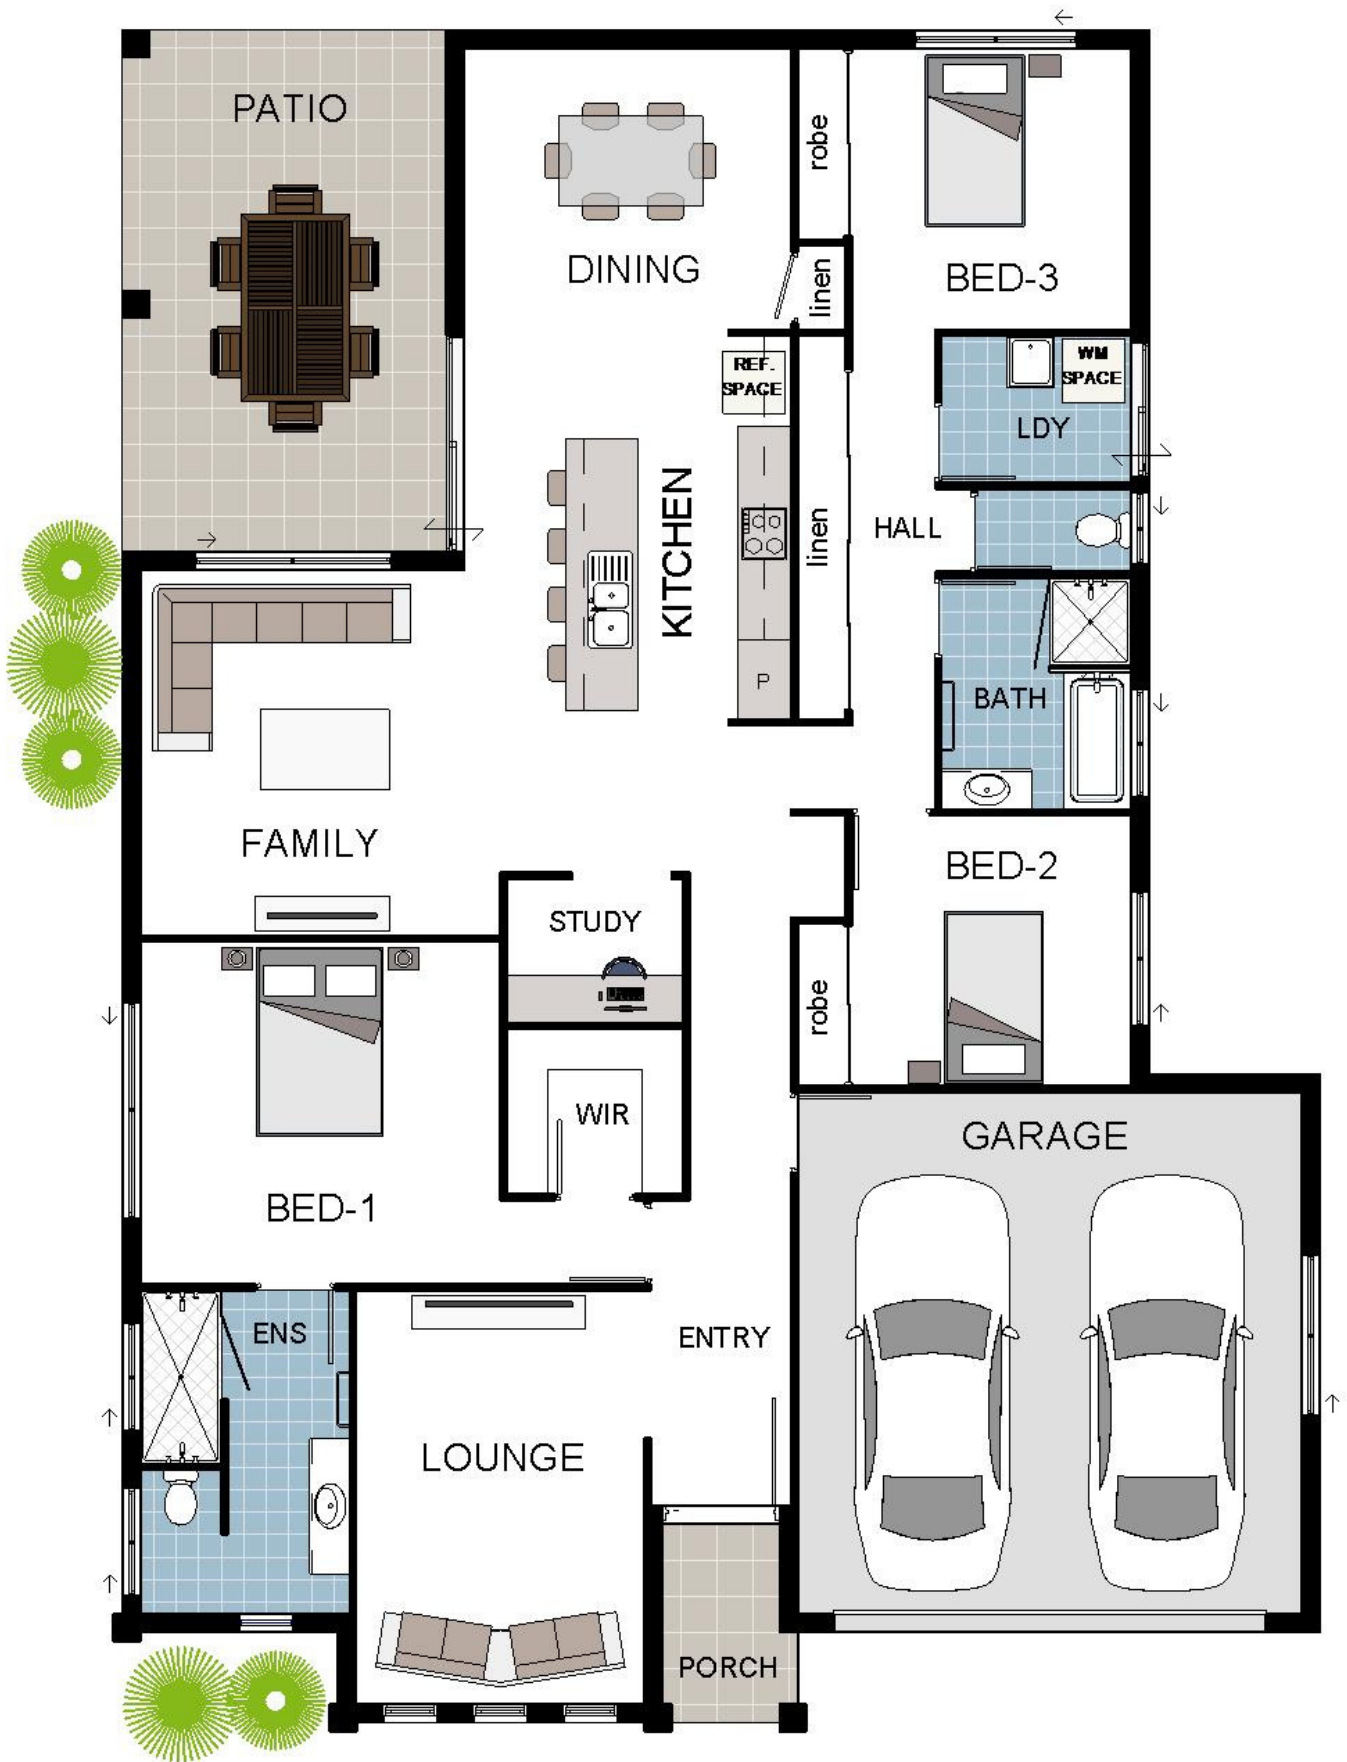 PATIO
robe
DINING
linen
BED-3
REF.
SPACE
WM
SPACE
LDY
KITCHEN
linen
HALL
P
BATH
FAMILY
BED-2
STUDY
robe
WIR
GARAGE
BED-1
ENS
ENTRY
LOUNGE
PORCH